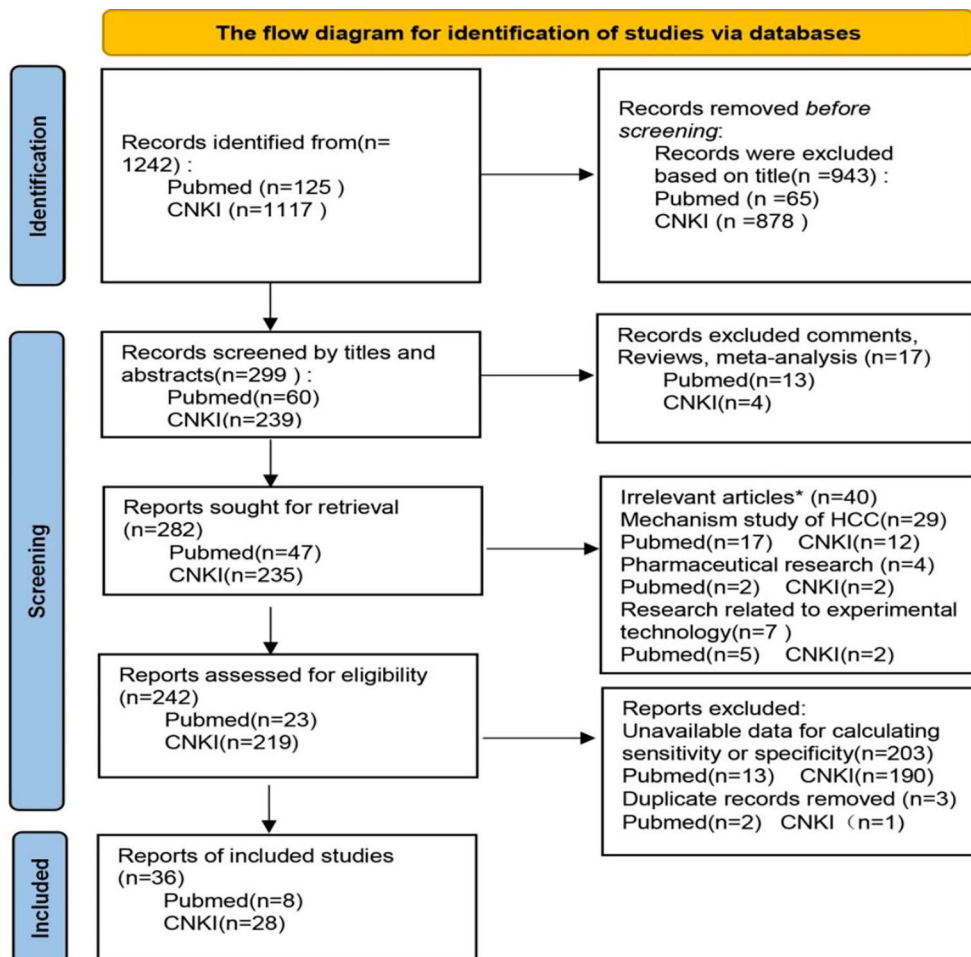 The flow diagram for identification of studies via databases
Identification
Records identified from(n=
1242) :
Pubmed (n=125 )
CNKI (n=1117 )
Records removed before
screening:
Records were excluded
based on title(n =943) :
Pubmed (n =65)
CNKI (n =878 )
Screening
Records screened by titles and
abstracts(n=299 ) :
Pubmed(n=60)
CNKI(n=239)
Records excluded comments,
Reviews, meta-analysis (n=17)
Pubmed(n=13)
CNKI(n=4)
Reports sought for retrieval
(n=282)
Pubmed(n=47)
CNKI(n=235)
Irrelevant articles* (n=40)
Mechanism study of HCC(n=29)
Pubmed(n=17) CNKI(n=12)
Pharmaceutical research (n=4)
Pubmed(n=2) CNKI(n=2)
Research related to experimental
technology(n=7 )
Pubmed(n=5) CNKI(n=2)
Reports assessed for eligibility
(n=242)
Pubmed(n=23)
CNKI(n=219)
Reports excluded:
Unavailable data for calculating
sensitivity or specificity(n=203)
Pubmed(n=13) CNKI(n=190)
Duplicate records removed (n=3)
Pubmed(n=2) CNKI（n=1)
Included
Reports of included studies
(n=36)
Pubmed(n=8)
CNKI(n=28)